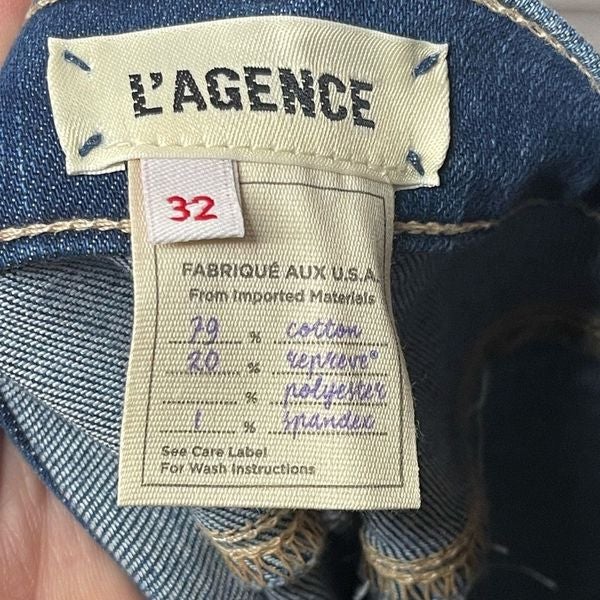 L'AGENCE
32
FABRIQUÉ AUX U.S.A.
From Imported Materials
79 % cotton
20 % repreve®
% polyester
1 % spandex
See Care Label
For Wash Instructions